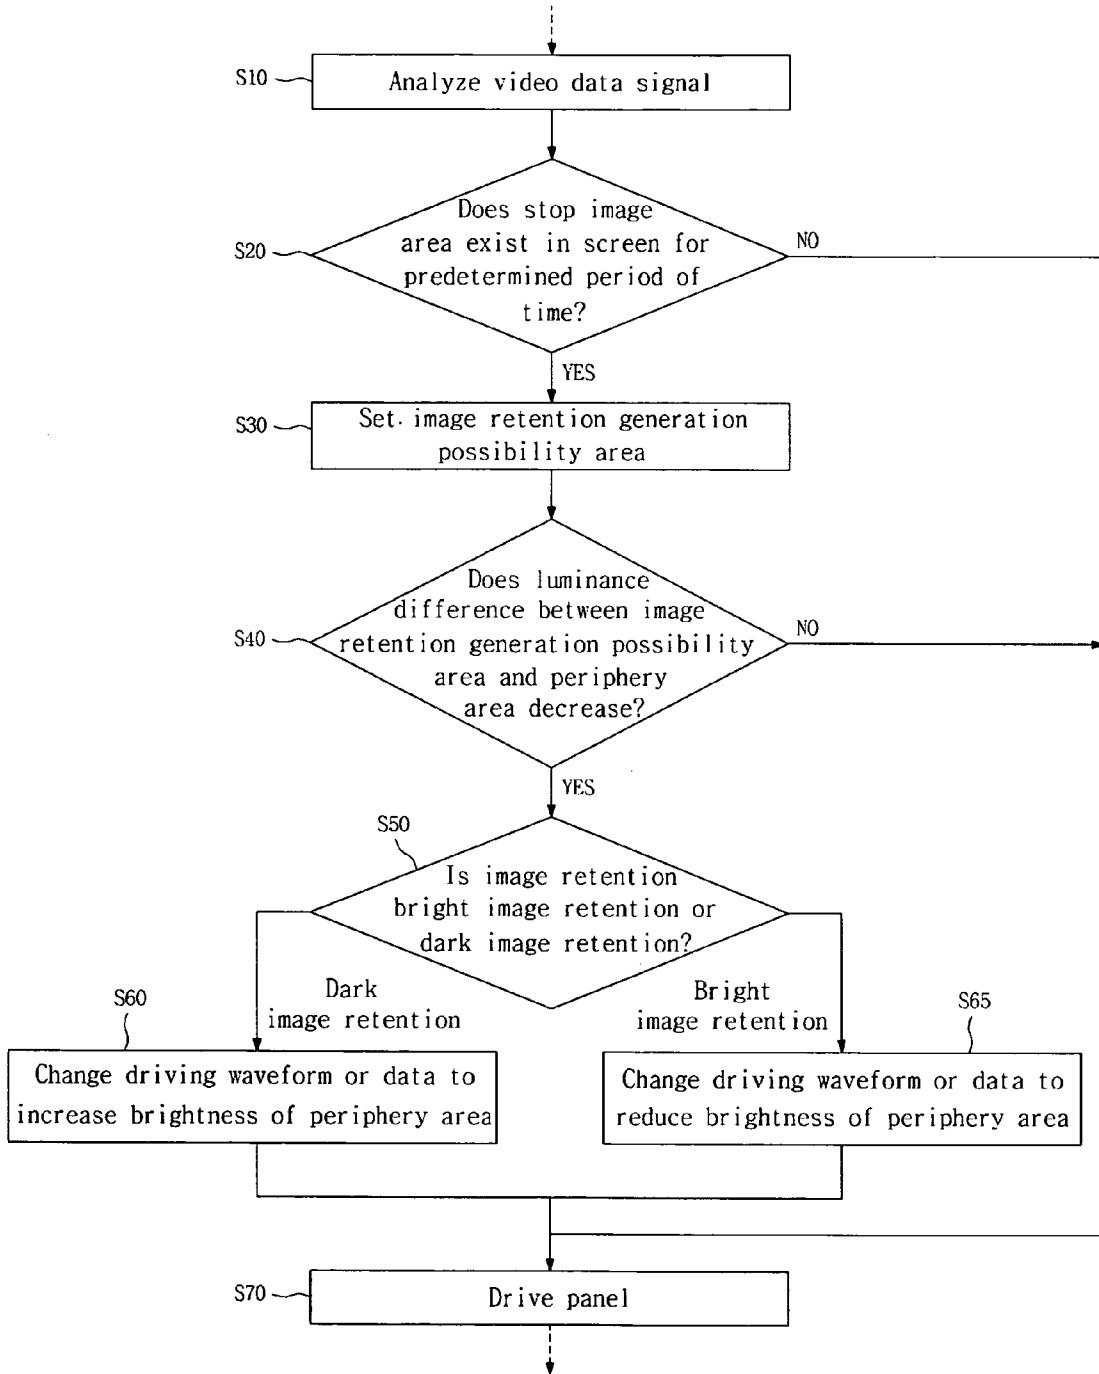 S10
Analyze video data signal
S20
Does stop image
area exist in screen for
predetermined period of
time?
NO
YES
S30
Set. image retention generation
possibility area
S40
Does luminance
difference between image
retention generation possibility
area and periphery
area decrease?
NO
YES
S50
Is image retention
bright image retention or
dark image retention?
Dark
image retention
Bright
image retention
S60
Change driving waveform or data to
increase brightness of periphery area
S65
Change driving waveform or data to
reduce brightness of periphery area
S70
Drive panel